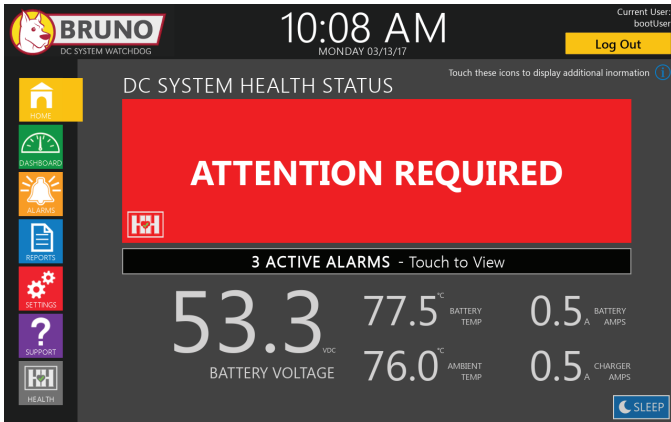 BRUNO
DC SYSTEM WATCHDOG
10:08 AM
MONDAY 03/13/17
Current User:
bootUser
Log Out
Touch these icons to display additional inormation i
DC SYSTEM HEALTH STATUS
HOME
DASHBOARD
ALARMS
REPORTS
SETTINGS
?
SUPPORT
HEALTH
ATTENTION REQUIRED
3 ACTIVE ALARMS - Touch to View
53.3 VDC
BATTERY VOLTAGE
77.5 °C BATTERY TEMP
0.5 A BATTERY AMPS
76.0 °C AMBIENT TEMP
0.5 A CHARGER AMPS
SLEEP